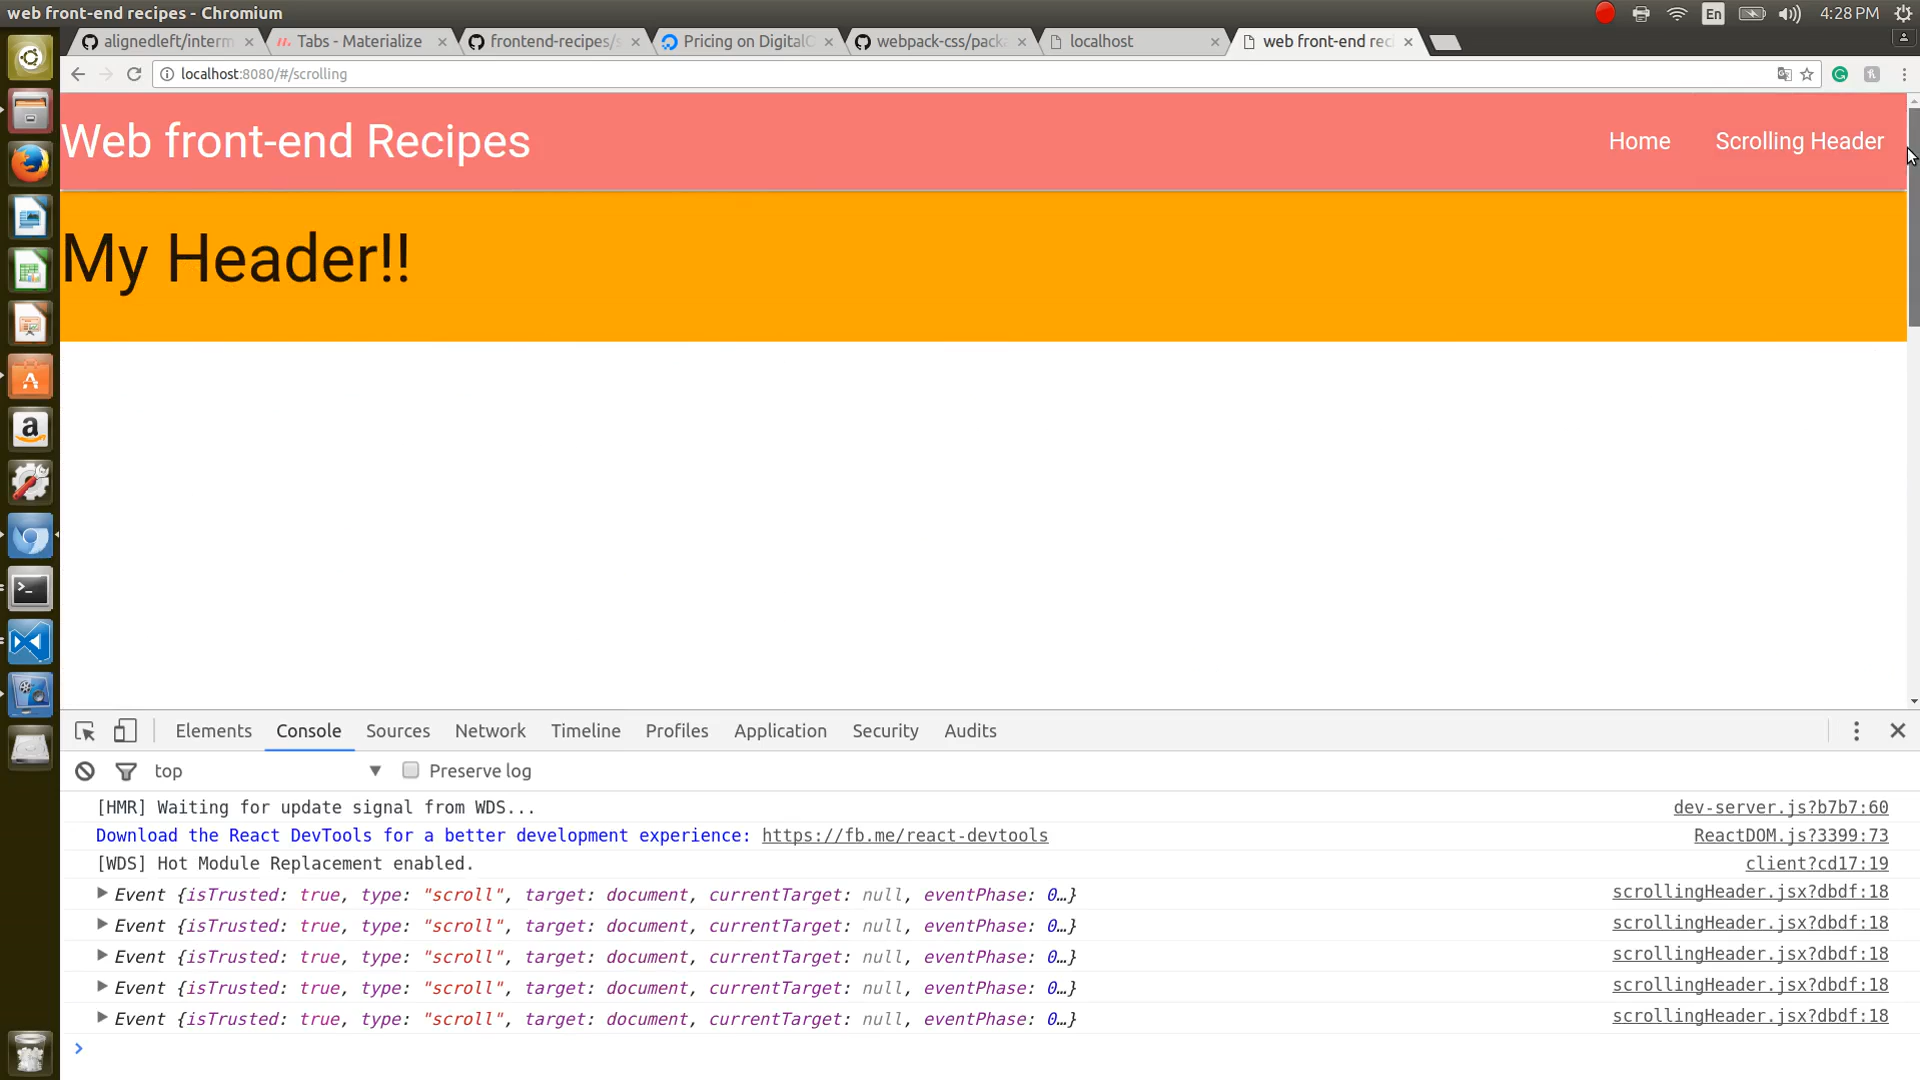 web front-end recipes - Chromium
En
4:28 PM
alignedleft/interm
Tabs - Materialize
frontend-recipes/s
Pricing on DigitalO
webpack-css/packa
localhost
web front-end reci
localhost:8080/#/scrolling
Web front-end Recipes
Home
Scrolling Header
My Header!!
Elements
Console
Sources
Network
Timeline
Profiles
Application
Security
Audits
top
Preserve log
[HMR] Waiting for update signal from WDS...
dev-server.js?b7b7:60
Download the React DevTools for a better development experience: https://fb.me/react-devtools
ReactDOM.js?3399:73
[WDS] Hot Module Replacement enabled.
client?cd17:19
Event {isTrusted: true, type: "scroll", target: document, currentTarget: null, eventPhase: 0…}
scrollingHeader.jsx?dbdf:18
Event {isTrusted: true, type: "scroll", target: document, currentTarget: null, eventPhase: 0…}
scrollingHeader.jsx?dbdf:18
Event {isTrusted: true, type: "scroll", target: document, currentTarget: null, eventPhase: 0…}
scrollingHeader.jsx?dbdf:18
Event {isTrusted: true, type: "scroll", target: document, currentTarget: null, eventPhase: 0…}
scrollingHeader.jsx?dbdf:18
Event {isTrusted: true, type: "scroll", target: document, currentTarget: null, eventPhase: 0…}
scrollingHeader.jsx?dbdf:18